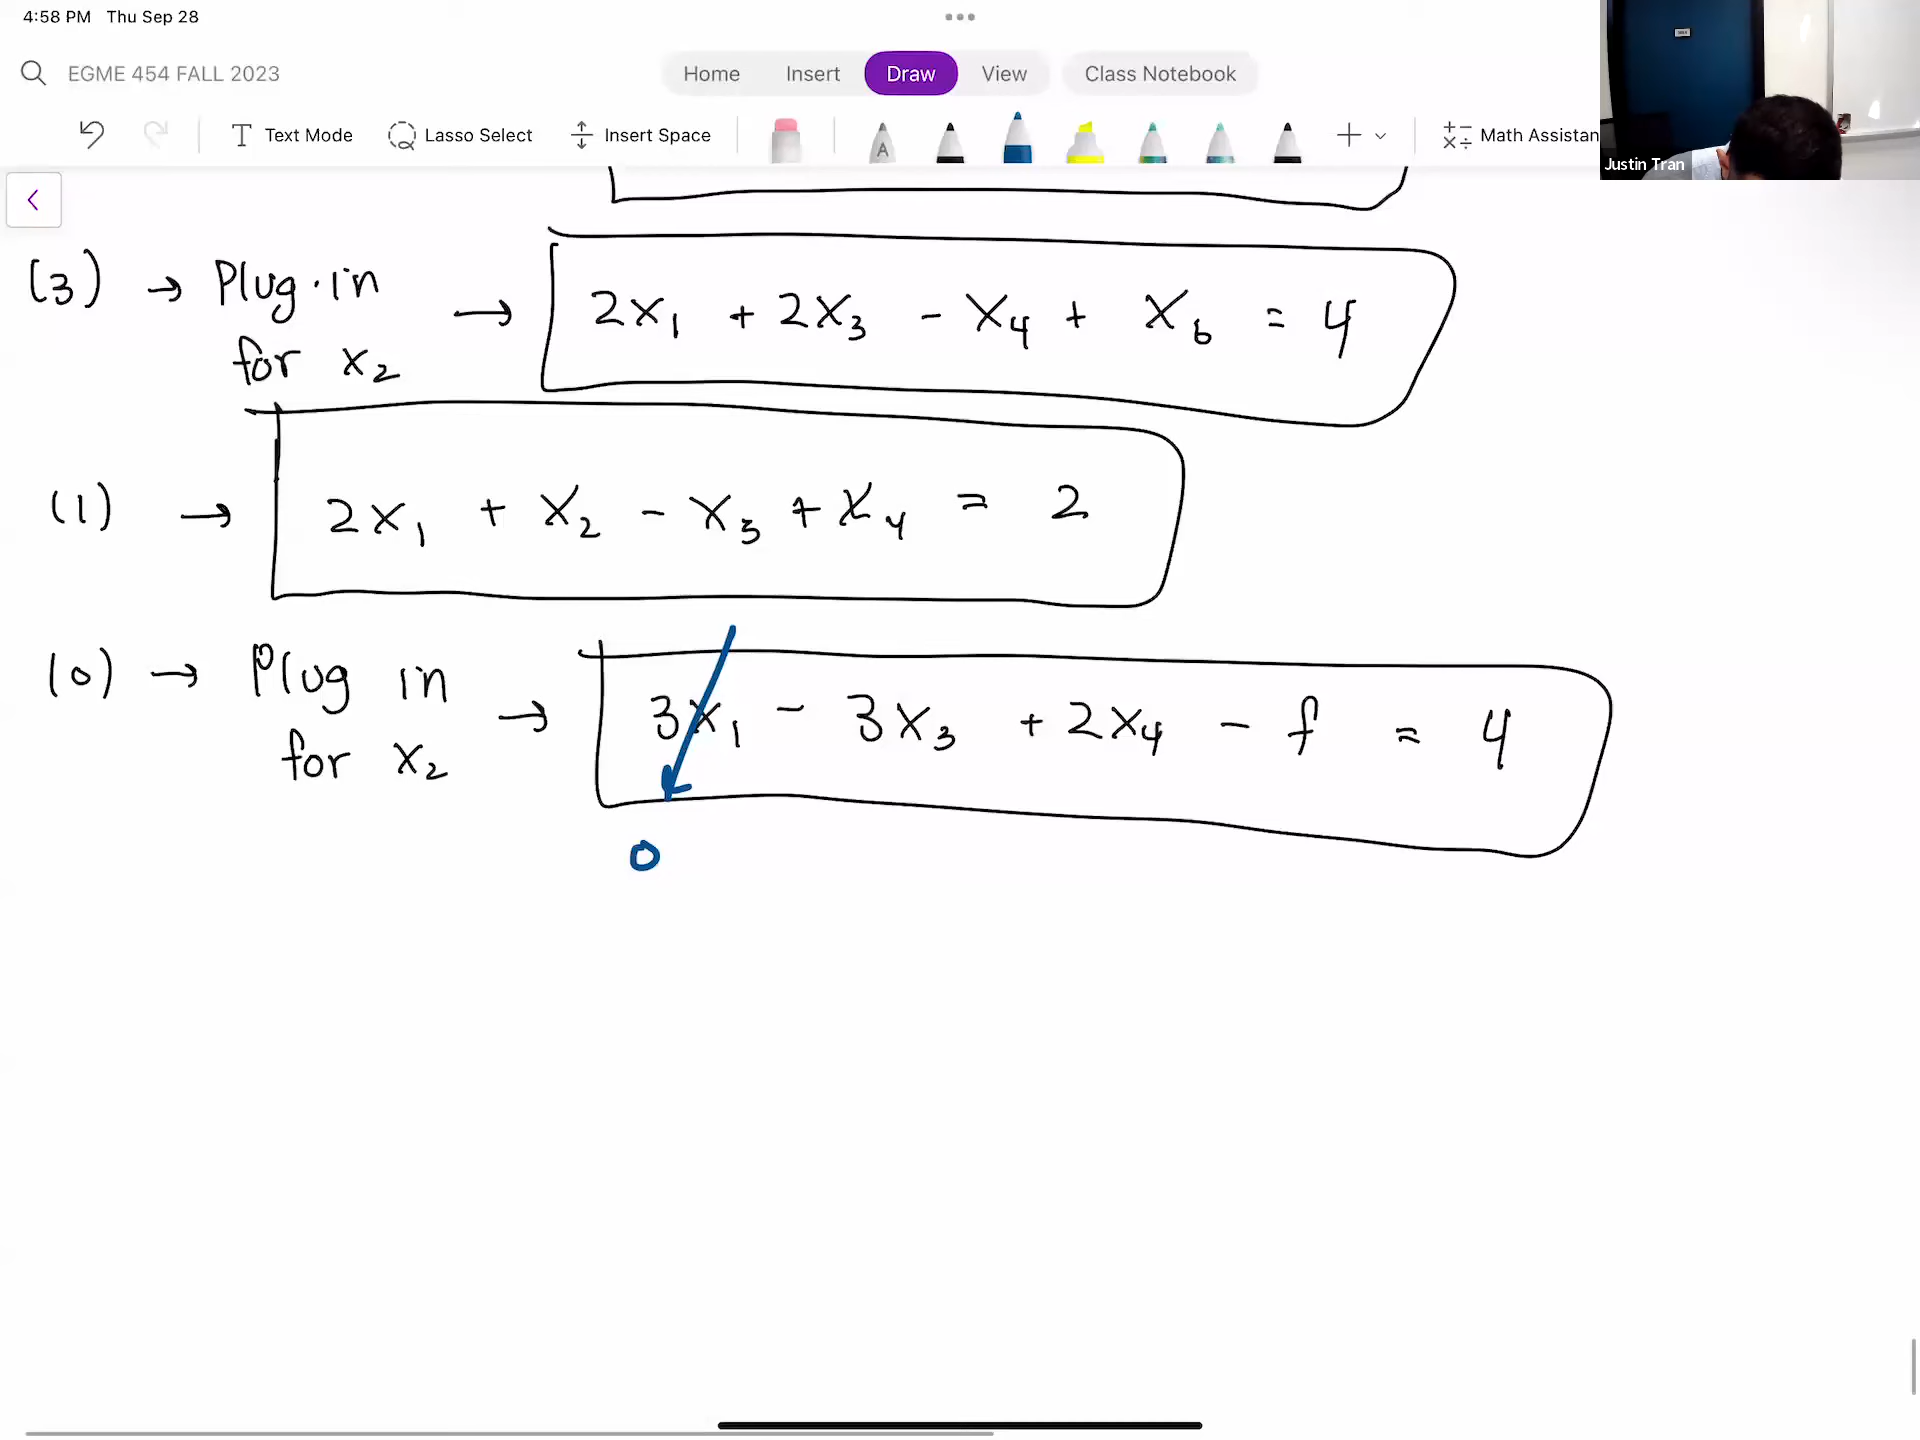 4:58 PM Thu Sep 28
EGME 454 FALL 2023
Home Insert Draw View Class Notebook
Text Mode Lasso Select Insert Space A Math Assistan
Justin Tran
(3) → Plug.in for x₂ → 2x₁ + 2x₃ - x₄ + x₆ = 4
(1) → 2x₁ + x₂ - x₃ + x₄ = 2
(0) → Plug in for x₂ → 3x₁ - 3x₃ + 2x₄ - f = 4
0